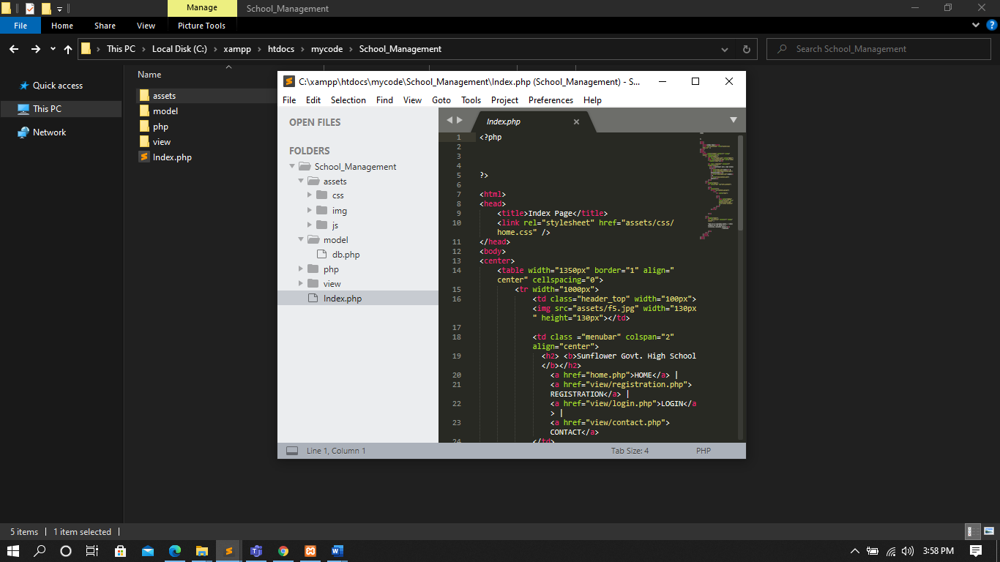 Manage
School_Management
File
Home
Share
View
Picture Tools
This PC
Local Disk (C:)
xampp
htdocs
mycode
School_Management
Search School_Management
Quick access
This PC
Network
Name
assets
model
php
view
Index.php
C:\xampp\htdocs\mycode\School_Management\Index.php (School_Management) - S...
File Edit Selection Find View Goto Tools Project Preferences Help
OPEN FILES
FOLDERS
School_Management
assets
css
img
js
model
db.php
php
view
Index.php
Index.php
1 <?php
2
3
4
5 ?>
6
7 <html>
8 <head>
9 <title>Index Page</title>
10 <link rel="stylesheet" href="assets/css/
home.css" />
11 </head>
12 <body>
13 <center>
14 <table width="1350px" border="1" align="
center" cellspacing="0">
15 <tr width="1000px">
16 <td class="header_top" width="100px">
<img src="assets/f5.jpg" width="130px
" height="130px"></td>
17
18 <td class ="menubar" colspan="2"
align="center">
19 <h2> <b>Sunflower Govt. High School
</b></h2>
20 <a href="home.php">HOME</a> |
21 <a href="view/registration.php">
REGISTRATION</a> |
22 <a href="view/login.php">LOGIN</a
> |
23 <a href="view/contact.php">
CONTACT</a>
24 </td>
Line 1, Column 1
Tab Size: 4
PHP
5 items
1 item selected
3:58 PM